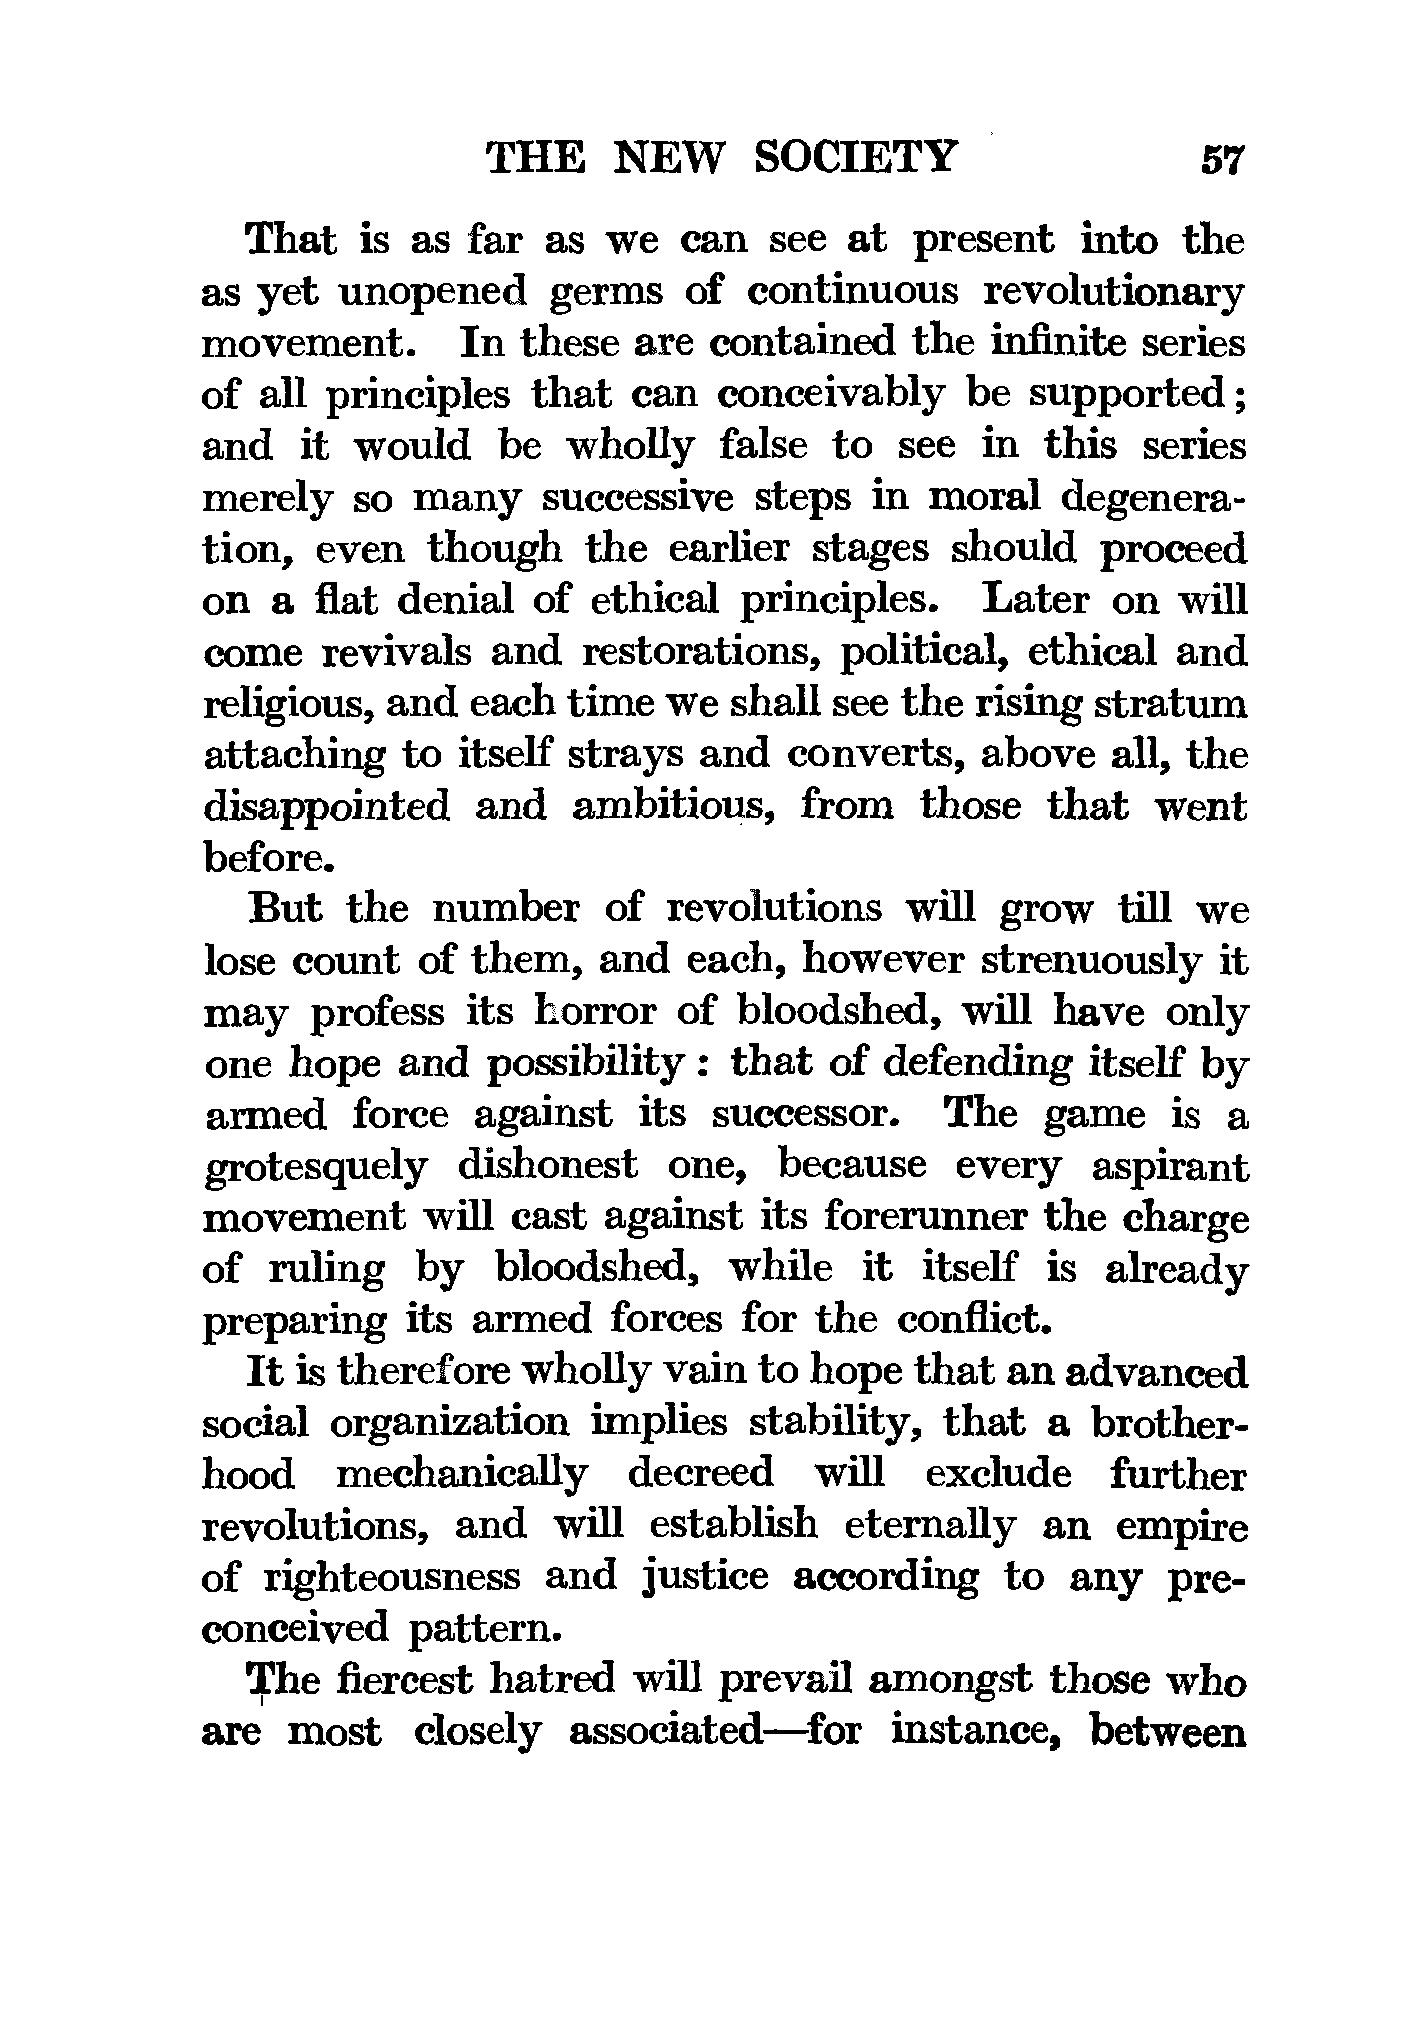 THE NEW SOCIETY 57
That is as far as we can see at present into the
as yet unopened germs of continuous revolutionary
movement. In these are contained the infinite series
of all principles that can conceivably be supported;
and it would be wholly false to see in this series
merely so many successive steps in moral degenera-
tion, even though the earlier stages should proceed
on a flat denial of ethical principles. Later on will
come revivals and restorations, political, ethical and
religious, and each time we shall see the rising stratum
attaching to itself strays and converts, above all, the
disappointed and ambitious, from those that went
before.
But the number of revolutions will grow till we
lose count of them, and each, however strenuously it
may profess its horror of bloodshed, will have only
one hope and possibility: that of defending itself by
armed force against its successor. The game is a
grotesquely dishonest one, because every aspirant
movement will cast against its forerunner the charge
of ruling by bloodshed, while it itself is already
preparing its armed forces for the conflict.
It is therefore wholly vain to hope that an advanced
social organization implies stability, that a brother-
hood mechanically decreed will exclude further
revolutions, and will establish eternally an empire
of righteousness and justice according to any pre-
conceived pattern.
The fiercest hatred will prevail amongst those who
are most closely associated—for instance, between